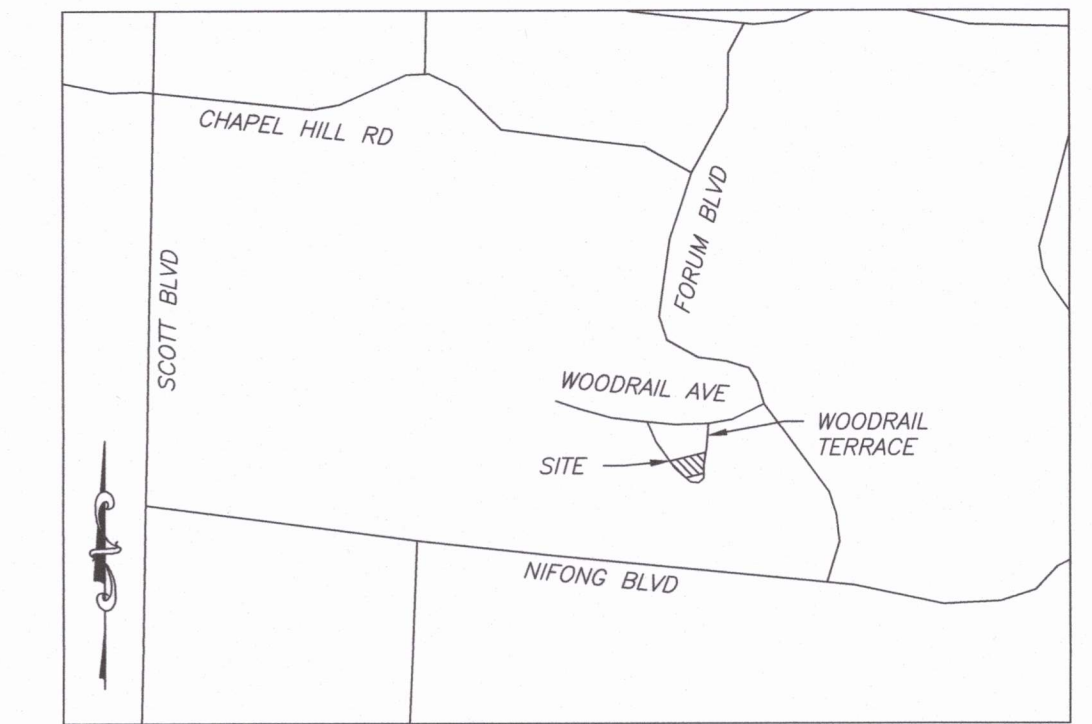 CHAPEL HILL RD
FORUM BLVD
SCOTT BLVD
WOODRAIL AVE
WOODRAIL
TERRACE
SITE
NIFONG BLVD